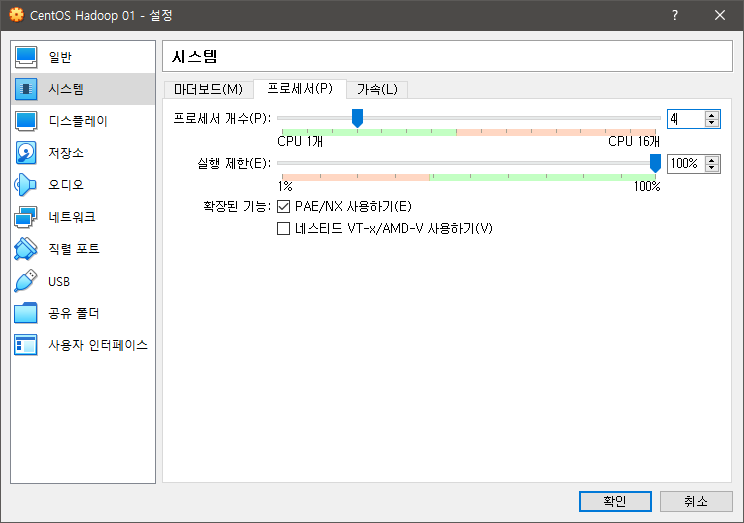 CentOS Hadoop 01 - 설정
일반
시스템
디스플레이
저장소
오디오
네트워크
직렬 포트
USB
공유 폴더
사용자 인터페이스
시스템
마더보드(M) 프로세서(P) 가속(L)
프로세서 개수(P): 4
CPU 1개 CPU 16개
실행 제한(E): 100%
1% 100%
확장된 기능: PAE/NX 사용하기(E)
네스티드 VT-x/AMD-V 사용하기(V)
확인 취소